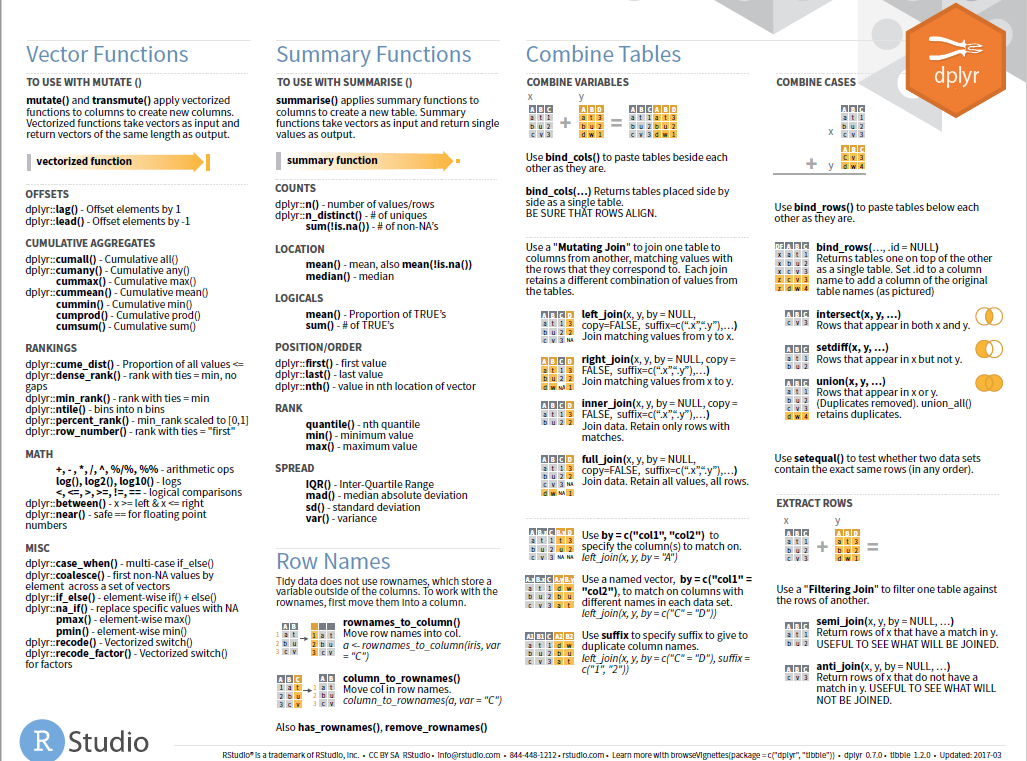 Vector Functions
TO USE WITH MUTATE ()
mutate() and transmute() apply vectorized
functions to columns to create new columns.
Vectorized functions take vectors as input and
return vectors of the same length as output.
vectorized function
OFFSETS
dplyr::lag() - Offset elements by 1
dplyr::lead() - Offset elements by -1
CUMULATIVE AGGREGATES
dplyr::cumall() - Cumulative all()
dplyr::cumany() - Cumulative any()
cummax() - Cumulative max()
dplyr::cummean() - Cumulative mean()
cummin() - Cumulative min()
cumprod() - Cumulative prod()
cumsum() - Cumulative sum()
RANKINGS
dplyr::cume_dist() - Proportion of all values <=
dplyr::dense_rank() - rank with ties = min, no
gaps
dplyr::min_rank() - rank with ties = min
dplyr::ntile() - bins into n bins
dplyr::percent_rank() - min_rank scaled to [0,1]
dplyr::row_number() - rank with ties = "first"
MATH
+, -, *, /, ^, %/%, %% - arithmetic ops
log(), log2(), log10() - logs
<, <=, >, >=, !=, == - logical comparisons
dplyr::between() - x >= left & x <= right
dplyr::near() - safe == for floating point
numbers
MISC
dplyr::case_when() - multi-case if_else()
dplyr::coalesce() - first non-NA values by
element across a set of vectors
dplyr::if_else() - element-wise if() + else()
dplyr::na_if() - replace specific values with NA
pmax() - element-wise max()
pmin() - element-wise min()
dplyr::recode() - Vectorized switch()
dplyr::recode_factor() - Vectorized switch()
for factors
Summary Functions
TO USE WITH SUMMARISE ()
summarise() applies summary functions to
columns to create a new table. Summary
functions take vectors as input and return single
values as output.
summary function
COUNTS
dplyr::n() - number of values/rows
dplyr::n_distinct() - # of uniques
sum(!is.na()) - # of non-NA's
LOCATION
mean() - mean, also mean(!is.na())
median() - median
LOGICALS
mean() - Proportion of TRUE's
sum() - # of TRUE's
POSITION/ORDER
dplyr::first() - first value
dplyr::last() - last value
dplyr::nth() - value in nth location of vector
RANK
quantile() - nth quantile
min() - minimum value
max() - maximum value
SPREAD
IQR() - Inter-Quartile Range
mad() - median absolute deviation
sd() - standard deviation
var() - variance
Row Names
Tidy data does not use rownames, which store a
variable outside of the columns. To work with the
rownames, first move them into a column.
rownames_to_column()
Move row names into col.
a <- rownames_to_column(iris, var
= "C")
column_to_rownames()
Move col in row names.
column_to_rownames(a, var = "C")
Also has_rownames(), remove_rownames()
Combine Tables
COMBINE VARIABLES
x y
+ =
Use bind_cols() to paste tables beside each
other as they are.
bind_cols(…) Returns tables placed side by
side as a single table.
BE SURE THAT ROWS ALIGN.
Use a "Mutating Join" to join one table to
columns from another, matching values with
the rows that they correspond to. Each join
retains a different combination of values from
the tables.
left_join(x, y, by = NULL,
copy=FALSE, suffix=c(".x",".y"),…)
Join matching values from y to x.
right_join(x, y, by = NULL, copy =
FALSE, suffix=c(".x",".y"),…)
Join matching values from x to y.
inner_join(x, y, by = NULL, copy =
FALSE, suffix=c(".x",".y"),…)
Join data. Retain only rows with
matches.
full_join(x, y, by = NULL,
copy=FALSE, suffix=c(".x",".y"),…)
Join data. Retain all values, all rows.
Use by = c("col1", "col2") to
specify the column(s) to match on.
left_join(x, y, by = "A")
Use a named vector, by = c("col1" =
"col2"), to match on columns with
different names in each data set.
left_join(x, y, by = c("C" = "D"))
Use suffix to specify suffix to give to
duplicate column names.
left_join(x, y, by = c("C" = "D"), suffix =
c("1", "2"))
dplyr
COMBINE CASES
x
+ y
Use bind_rows() to paste tables below each
other as they are.
bind_rows(…, .id = NULL)
Returns tables one on top of the other
as a single table. Set .id to a column
name to add a column of the original
table names (as pictured)
intersect(x, y, …)
Rows that appear in both x and y.
setdiff(x, y, …)
Rows that appear in x but not y.
union(x, y, …)
Rows that appear in x or y.
(Duplicates removed). union_all()
retains duplicates.
Use setequal() to test whether two data sets
contain the exact same rows (in any order).
EXTRACT ROWS
x y
+ =
Use a "Filtering Join" to filter one table against
the rows of another.
semi_join(x, y, by = NULL, …)
Return rows of x that have a match in y.
USEFUL TO SEE WHAT WILL BE JOINED.
anti_join(x, y, by = NULL, …)
Return rows of x that do not have a
match in y. USEFUL TO SEE WHAT WILL
NOT BE JOINED.
R Studio
RStudio® is a trademark of RStudio, Inc. • CC BY SA RStudio • info@rstudio.com • 844-448-1212 • rstudio.com • Learn more with browseVignettes(package = c("dplyr", "tibble")) • dplyr 0.7.0 • tibble 1.2.0 • Updated: 2017-03